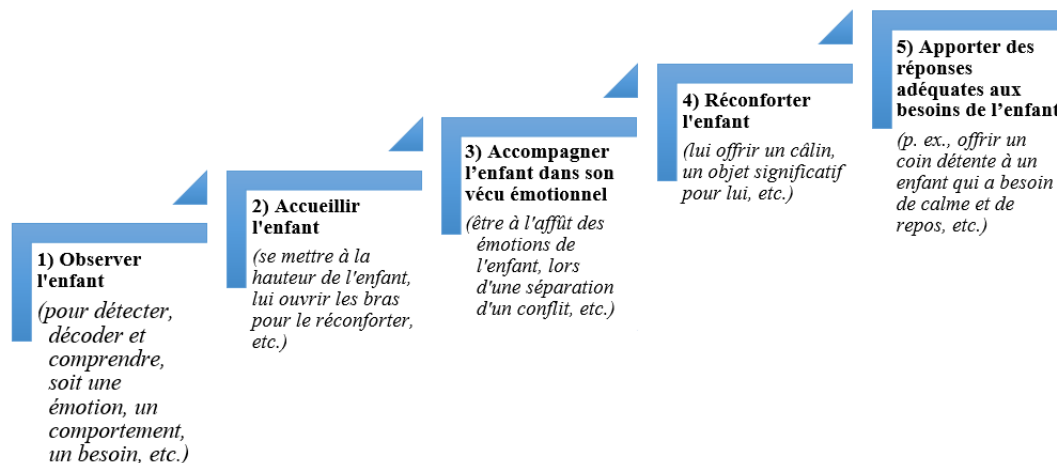 1) Observer
l'enfant
(pour détecter,
décoder et
comprendre,
soit une
émotion, un
comportement,
un besoin, etc.)
2) Accueillir
l'enfant
(se mettre à la
hauteur de l'enfant,
lui ouvrir les bras
pour le réconforter,
etc.)
3) Accompagner
l’enfant dans son
vécu émotionnel
(être à l'affût des
émotions de
l'enfant, lors
d'une séparation
d'un conflit, etc.)
4) Réconforter
l'enfant
(lui offrir un câlin,
un objet significatif
pour lui, etc.)
5) Apporter des
réponses
adéquates aux
besoins de l’enfant
(p. ex., offrir un
coin détente à un
enfant qui a besoin
de calme et de
repos, etc.)